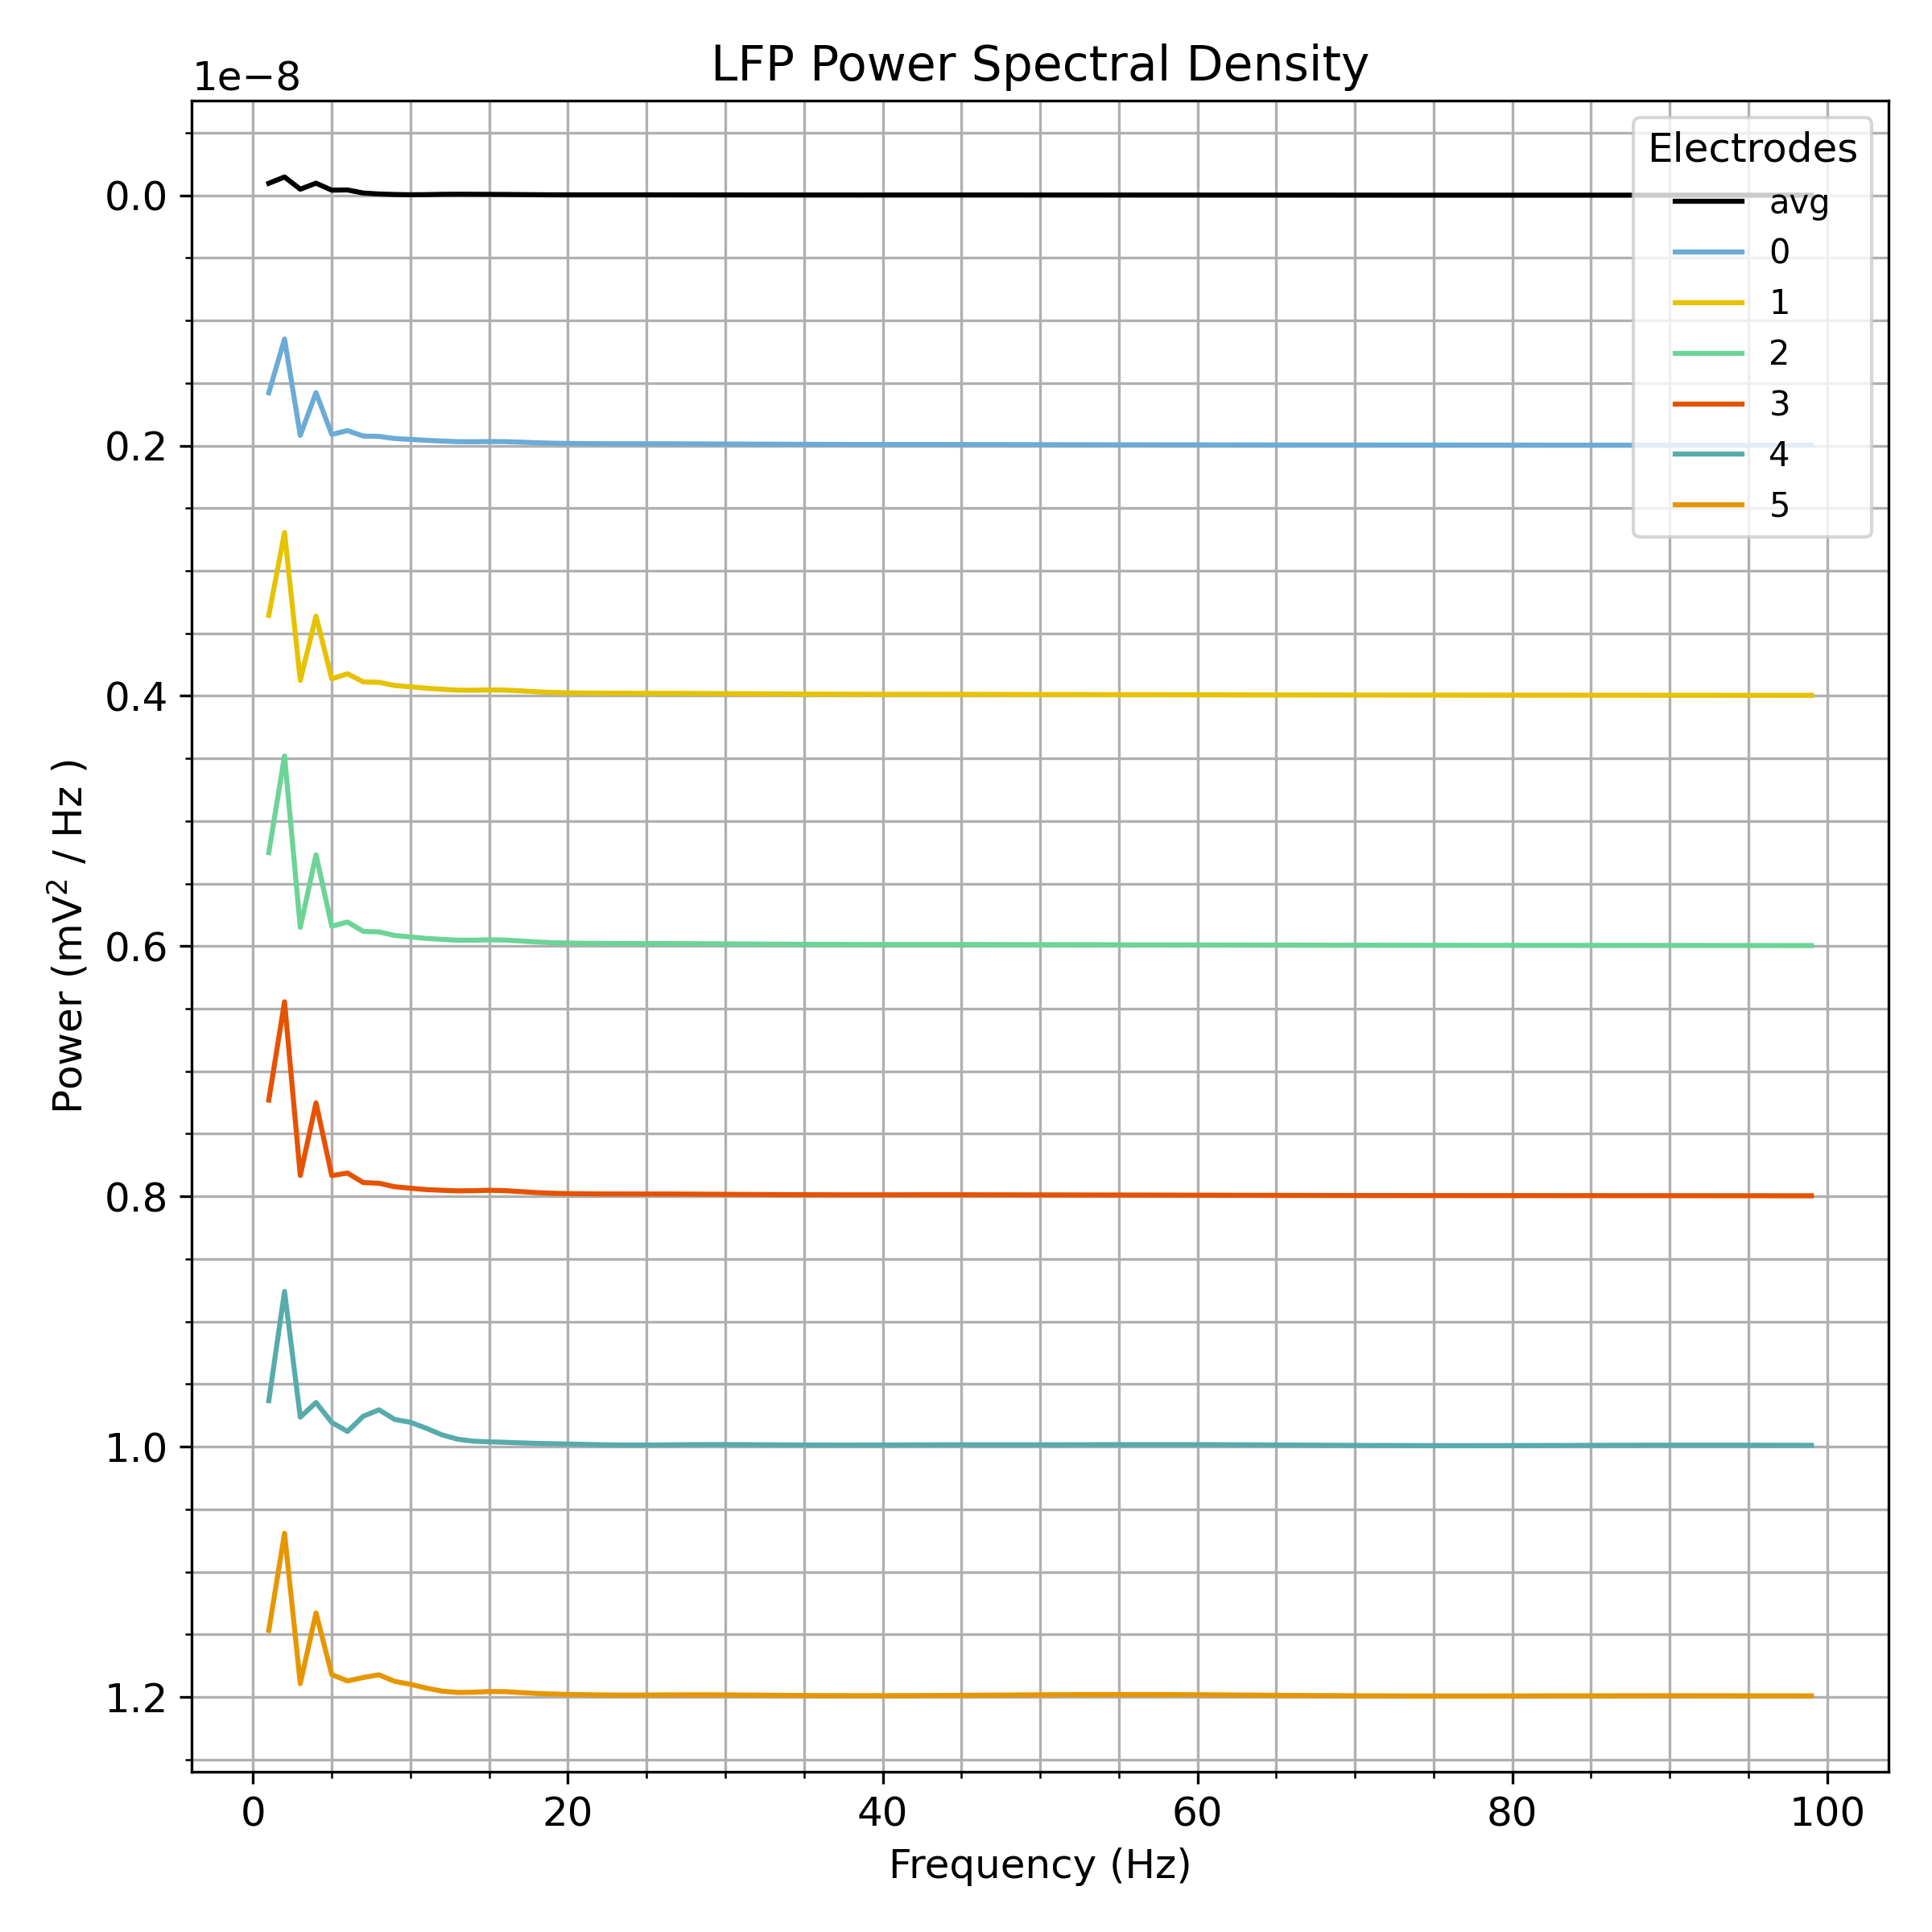 LFP Power Spectral Density
1e−8
0.0
0.2
0.4
0.6
0.8
1.0
1.2
Power (mV² / Hz )
Electrodes
avg
0
1
2
3
4
5
0 20 40 60 80 100
Frequency (Hz)